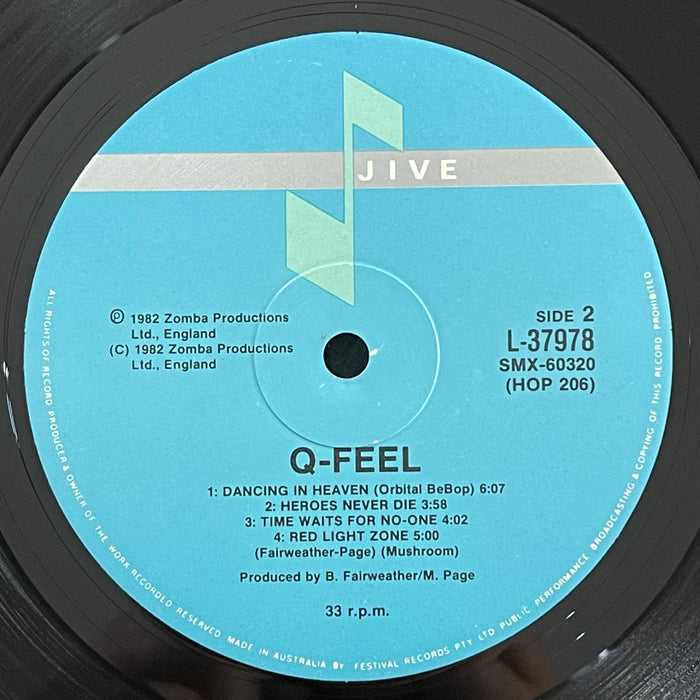 JIVE
Ⓟ 1982 Zomba Productions
Ltd., England
(C) 1982 Zomba Productions
Ltd., England
SIDE 2
L-37978
SMX-60320
(HOP 206)
Q-FEEL
1: DANCING IN HEAVEN (Orbital BeBop) 6:07
2: HEROES NEVER DIE 3:58
3: TIME WAITS FOR NO-ONE 4:02
4: RED LIGHT ZONE 5:00
(Fairweather-Page) (Mushroom)
Produced by B. Fairweather/M. Page
33 r.p.m.
ALL RIGHTS OF RECORD PRODUCER & OWNER OF THE WORK RECORDED RESERVED MADE IN AUSTRALIA BY FESTIVAL RECORDS PTY LTD PUBLIC PERFORMANCE BROADCASTING & COPYING OF THIS RECORD PROHIBITED